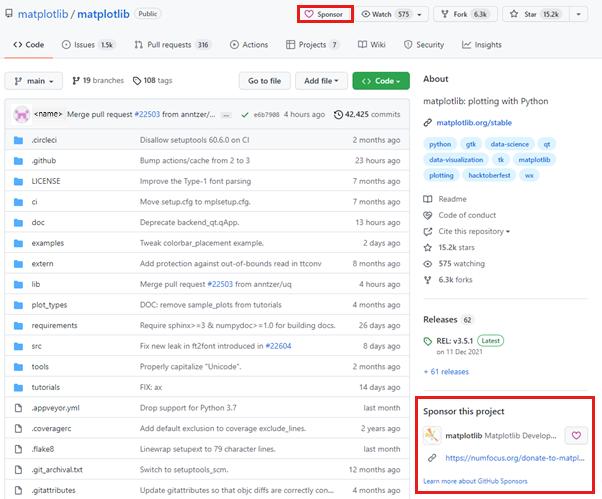 matplotlib / matplotlib Public
Sponsor Watch 575 Fork 6.3k Star 15.2k
Code Issues 1.5k Pull requests 316 Actions Projects 7 Wiki Security Insights
main 19 branches 108 tags Go to file Add file Code
<name> Merge pull request #22503 from anntzer/... ... e6b7908 4 hours ago 42,425 commits
.circleci Disallow setuptools 60.6.0 on CI 2 months ago
.github Bump actions/cache from 2 to 3 23 hours ago
LICENSE Improve the Type-1 font parsing 7 months ago
ci Move setup.cfg to mplsetup.cfg. 7 months ago
doc Deprecate backend_qt.qApp. 13 hours ago
examples Tweak colorbar_placement example. 2 days ago
extern Add protection against out-of-bounds read in ttconv 8 months ago
lib Merge pull request #22503 from anntzer/uq 4 hours ago
plot_types DOC: remove sample_plots from tutorials 4 months ago
requirements Require sphinx>=3 & numpydoc>=1.0 for building docs. 26 days ago
src Fix new leak in ft2font introduced in #22604 8 days ago
tools Properly capitalize "Unicode". 2 months ago
tutorials FIX: ax 14 days ago
.appveyor.yml Drop support for Python 3.7 last month
.coveragerc Add default exclusion to coverage exclude_lines. 2 years ago
.flake8 Linewrap setupext to 79 character lines. last month
.git_archival.txt Switch to setuptools_scm. 12 months ago
.gitattributes Update gitattributes so that objc diffs are correctly con... last month
About
matplotlib: plotting with Python
matplotlib.org/stable
python gtk data-science qt
data-visualization tk matplotlib
plotting hacktoberfest wx
Readme
Code of conduct
Cite this repository
15.2k stars
575 watching
6.3k forks
Releases 62
REL: v3.5.1 Latest
on 11 Dec 2021
+ 61 releases
Sponsor this project
matplotlib Matplotlib Develop...
https://numfocus.org/donate-to-matpl...
Learn more about GitHub Sponsors